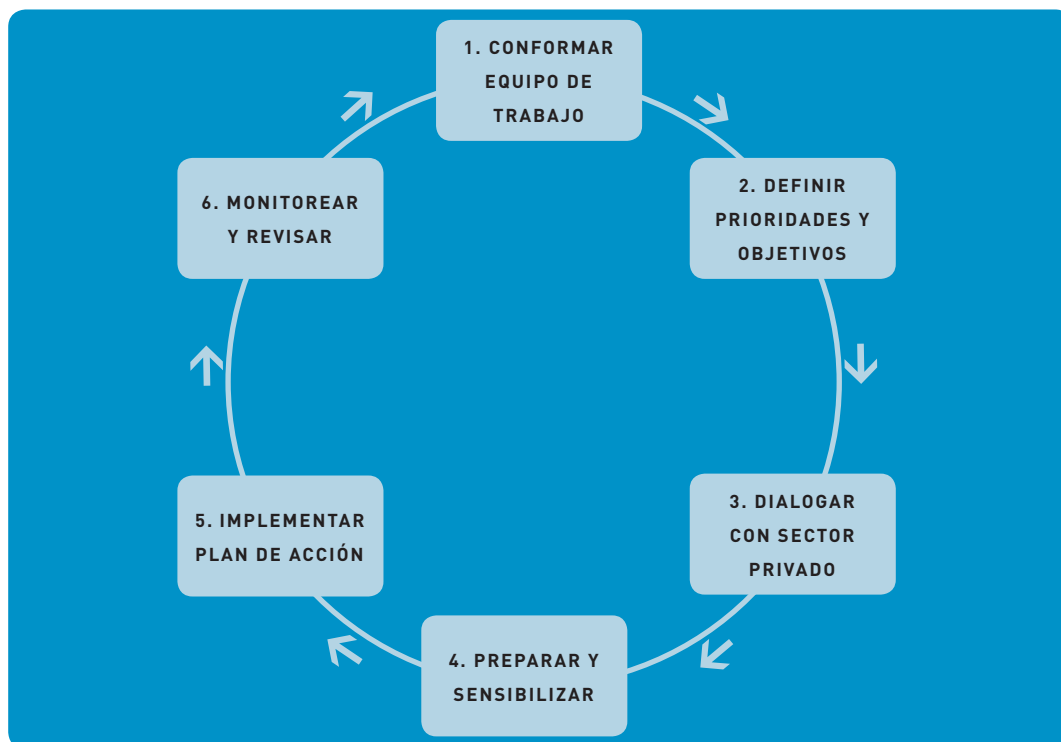 1. CONFORMAR
EQUIPO DE
TRABAJO
2. DEFINIR
PRIORIDADES Y
OBJETIVOS
3. DIALOGAR
CON SECTOR
PRIVADO
4. PREPARAR Y
SENSIBILIZAR
5. IMPLEMENTAR
PLAN DE ACCIÓN
6. MONITOREAR
Y REVISAR